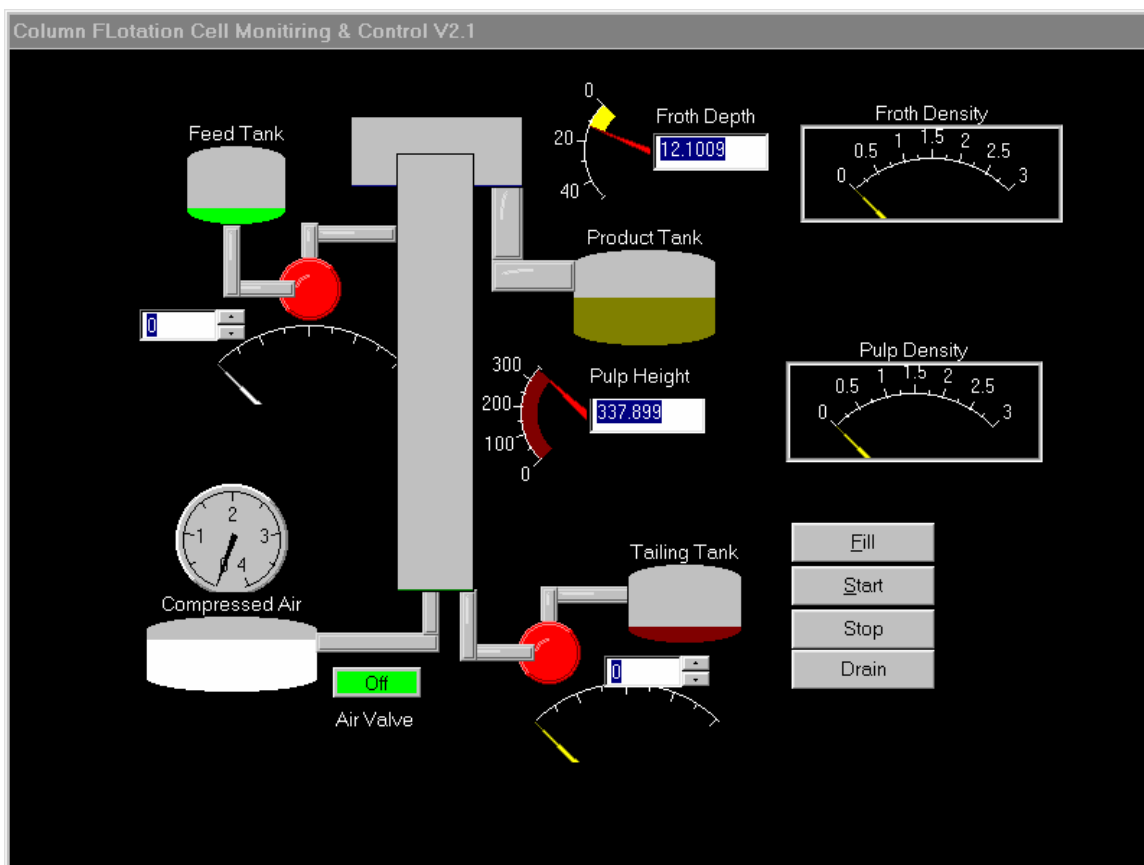 Column FLotation Cell Monitiring & Control V2.1
Feed Tank
0
20
40
Froth Depth
12.1009
Froth Density
0 0.5 1 1.5 2 2.5 3
Product Tank
0
300
200
100
0
Pulp Height
337.899
Pulp Density
0 0.5 1 1.5 2 2.5 3
0 1 2 3 4
Compressed Air
Off
Air Valve
Tailing Tank
0
Fill
Start
Stop
Drain